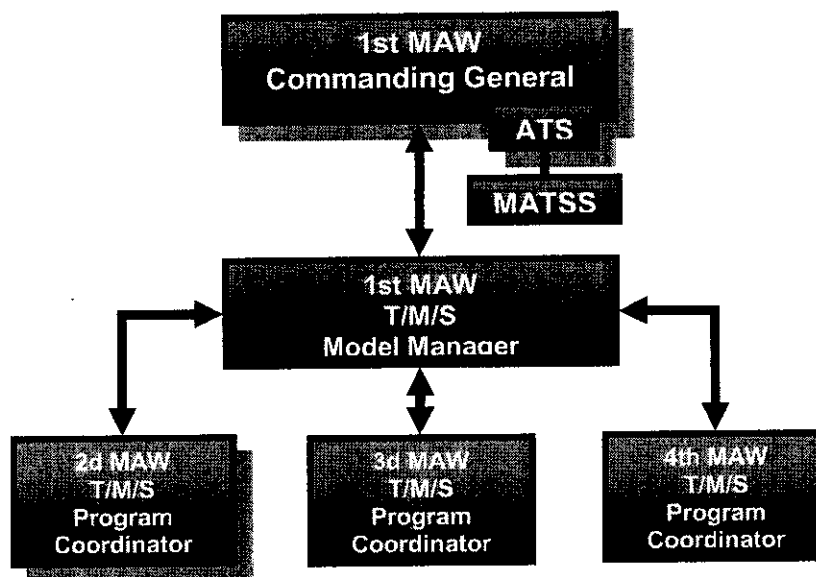 1st MAW
Commanding General
ATS
MATSS
1st MAW
T/M/S
Model Manager
2d MAW
T/M/S
Program
Coordinator
3d MAW
T/M/S
Program
Coordinator
4th MAW
T/M/S
Program
Coordinator